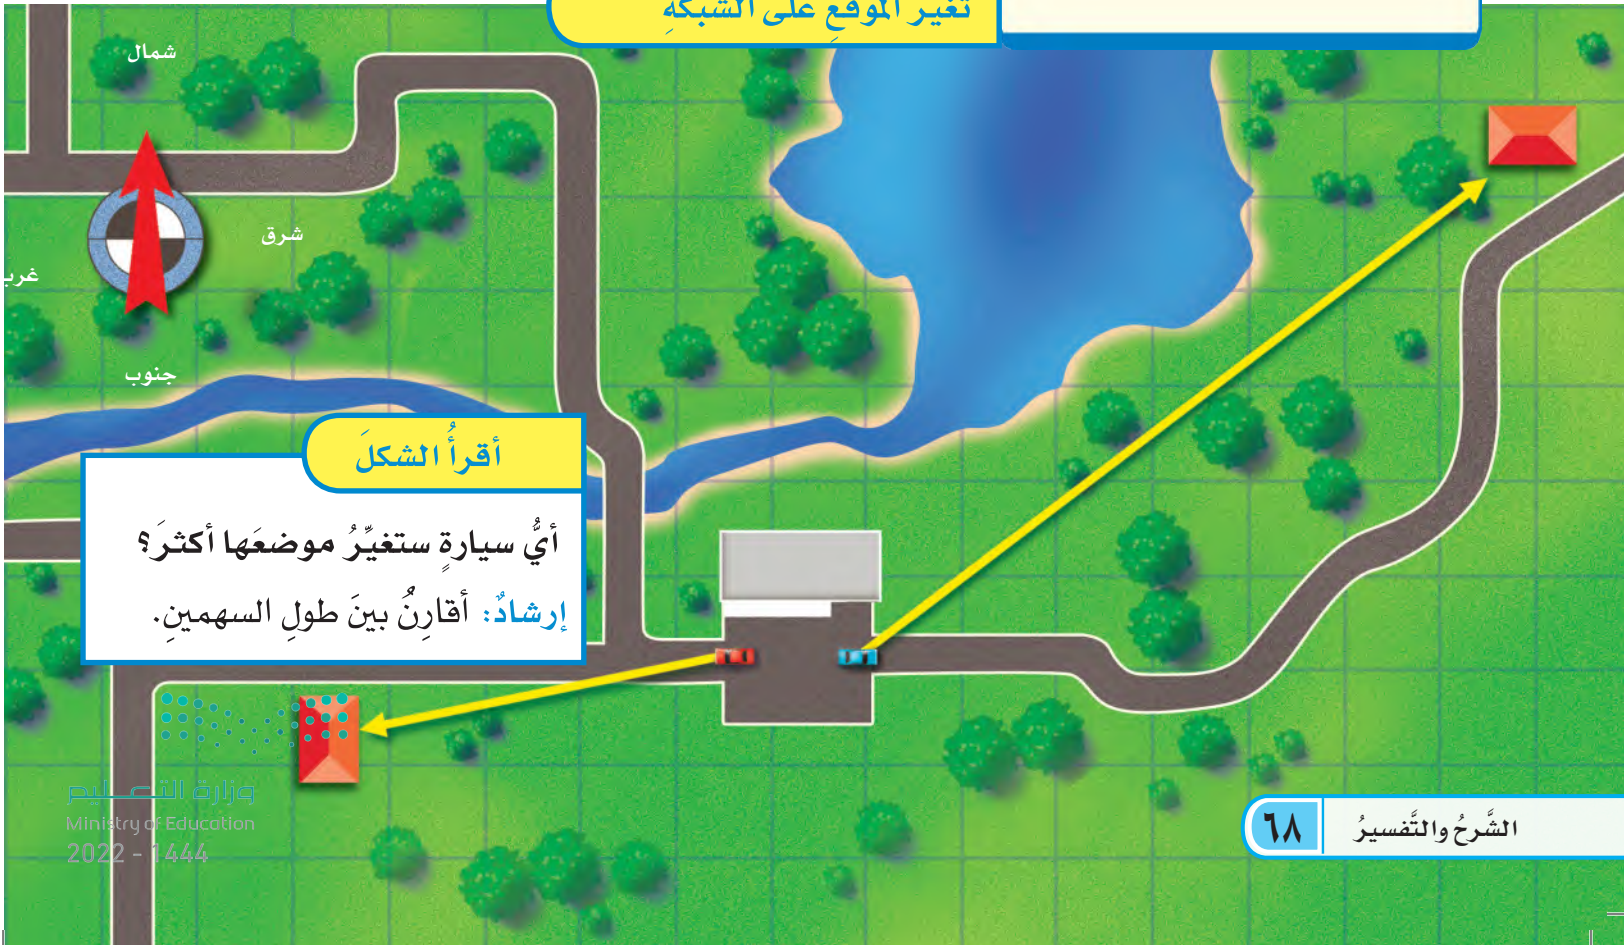 تغير الموقعِ على الشبكةِ
شمال
شرق
غرب
جنوب
أقرأُ الشكلَ
أيُّ سيارةٍ ستغيِّرُ موضعَها أكثرَ؟
إرشادٌ: أقارِنُ بينَ طولِ السهمينِ.
وزارة التعليم
Ministry of Education
2022 - 1444
الشَّرحُ والتَّفسيرُ ٦٨